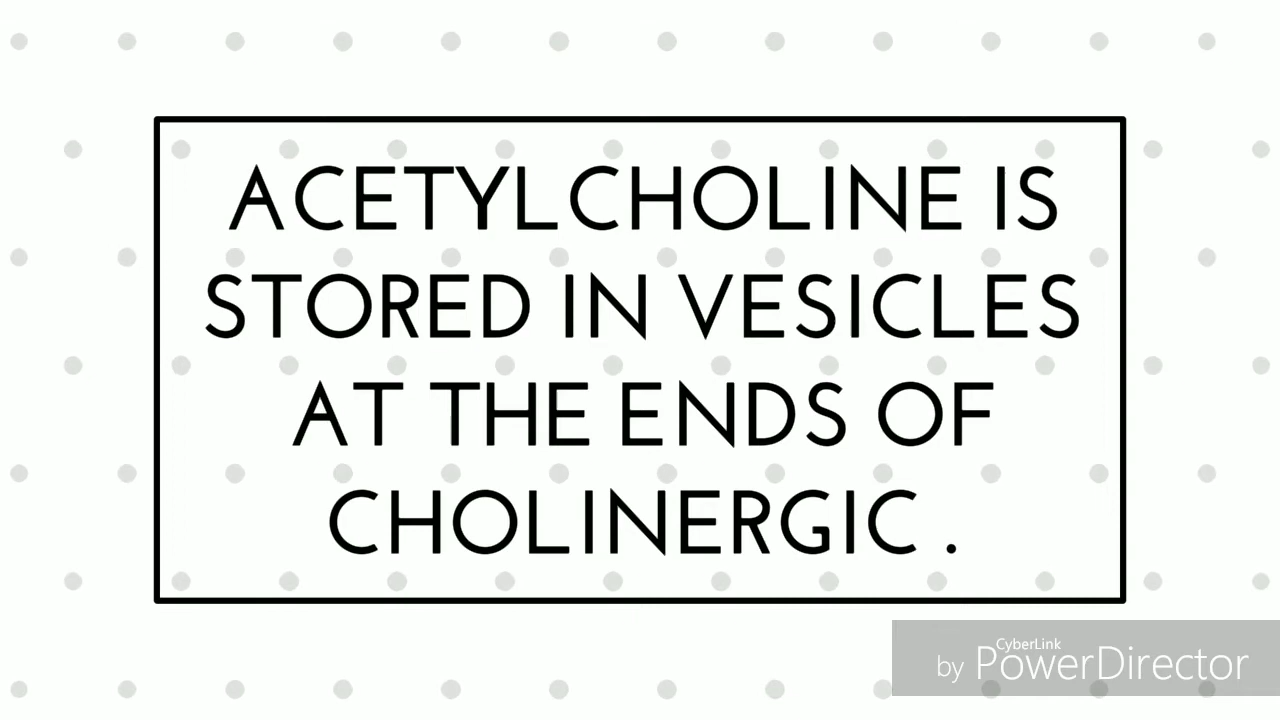 ACETYLCHOLINE IS
STORED IN VESICLES
AT THE ENDS OF
CHOLINERGIC .
CyberLink
by PowerDirector